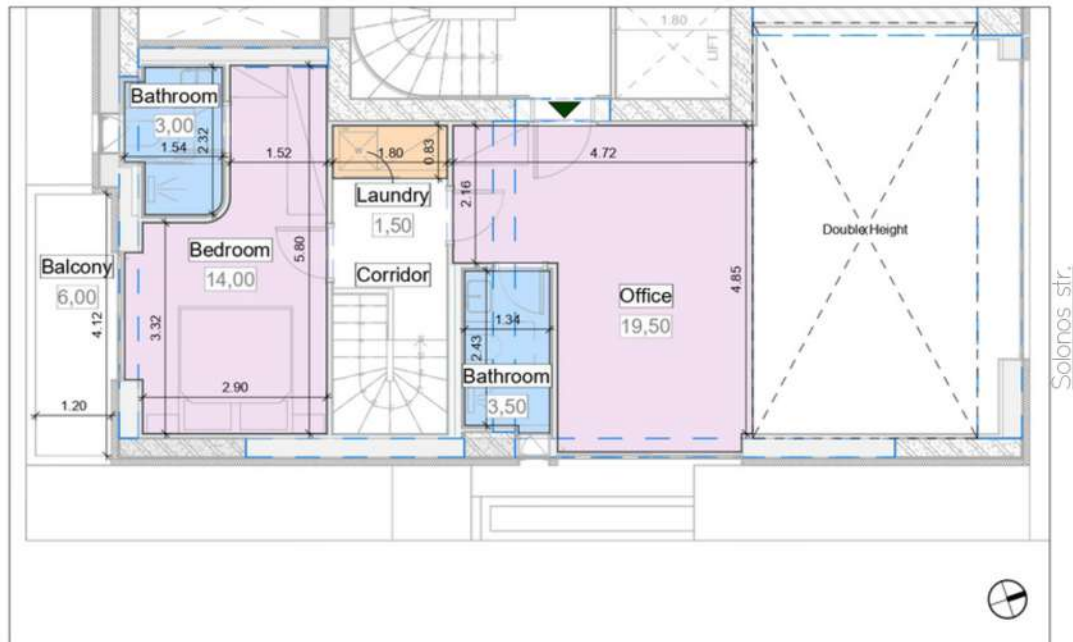 1.80
LIFT
Bathroom
3,00
2.32
1.54
1.52
1.80
0.83
4.72
Laundry
1,50
2.16
Double Height
Bedroom
14,00
5.80
Corridor
Balcony
6,00
4.12
Office
19,50
4.85
3.32
1.34
2.43
Bathroom
3,50
2.90
1.20
Solonos str.